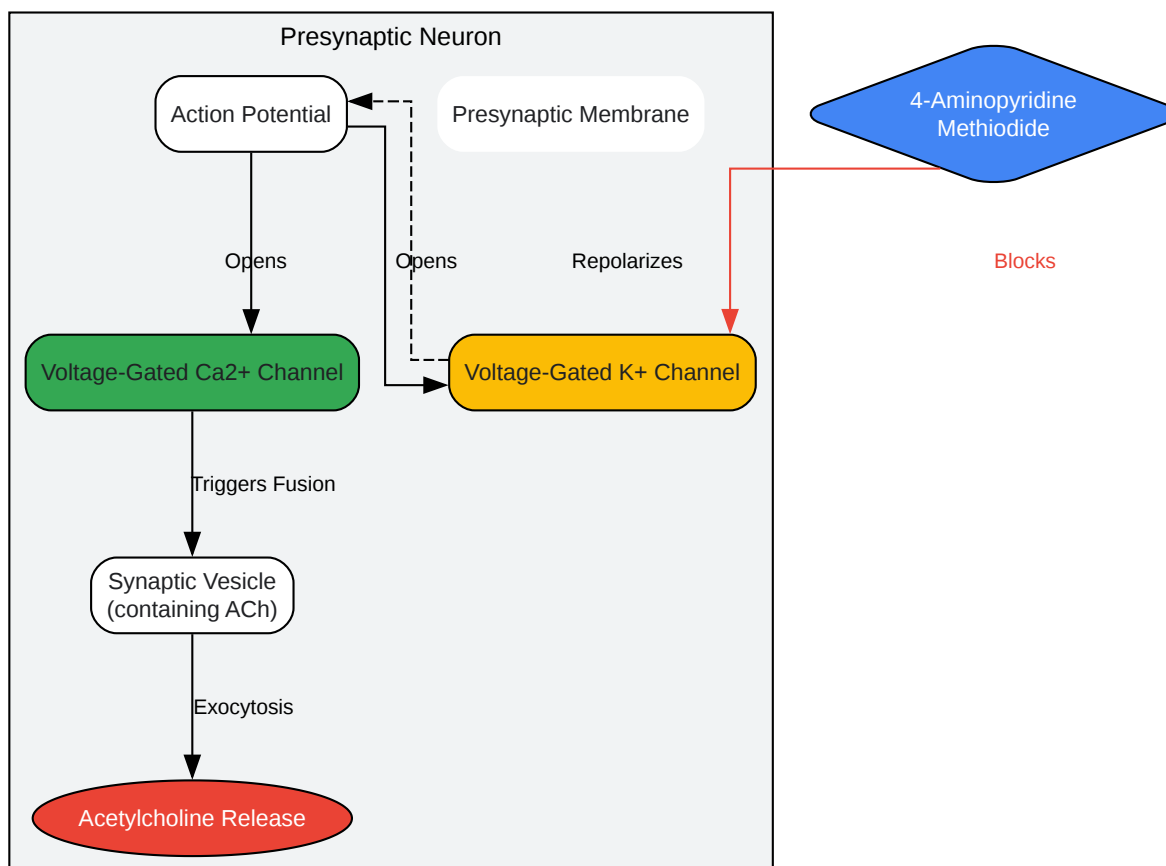 Presynaptic Neuron
Action Potential
Presynaptic Membrane
4-Aminopyridine
Methiodide
Opens
Opens
Repolarizes
Blocks
Voltage-Gated Ca2+ Channel
Voltage-Gated K+ Channel
Triggers Fusion
Synaptic Vesicle
(containing ACh)
Exocytosis
Acetylcholine Release